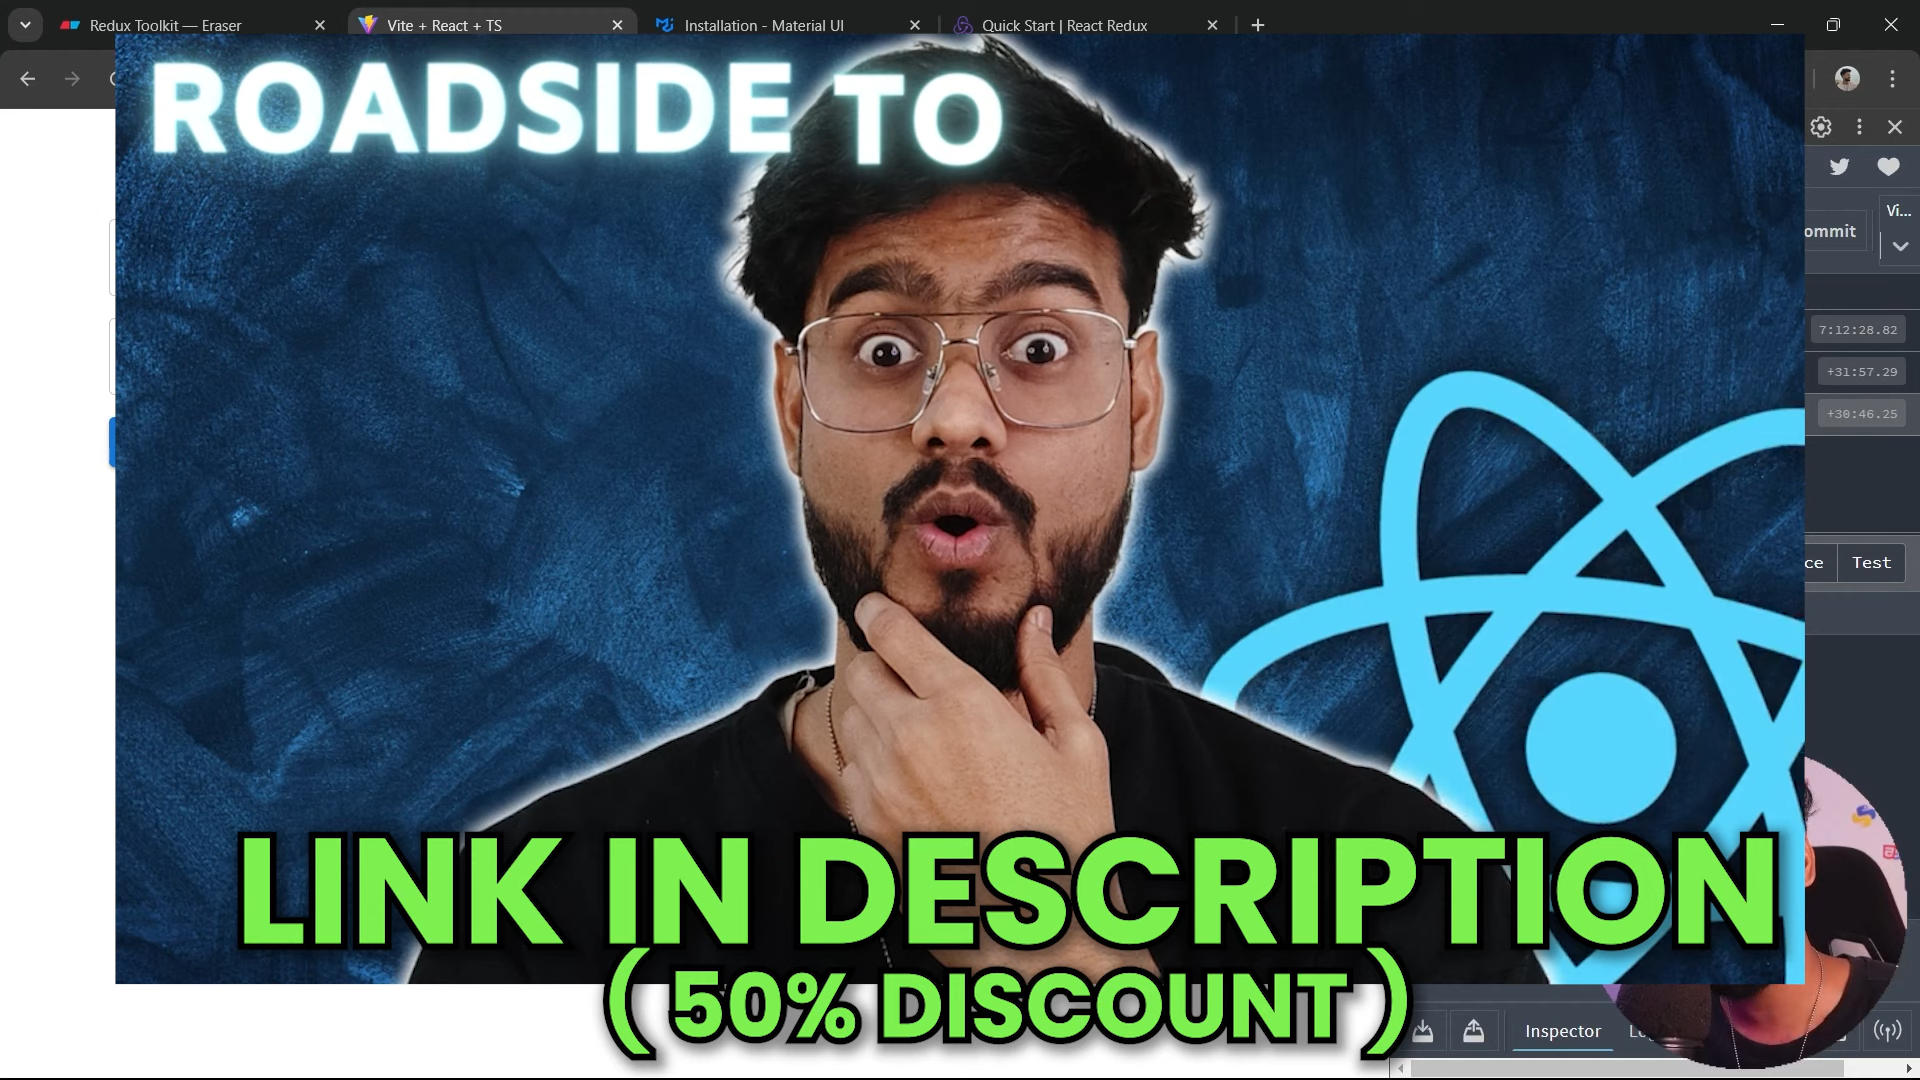 Redux Toolkit — Eraser
Vite + React + TS
Installation - Material UI
Quick Start | React Redux
ROADSIDE TO
Vi...
ommit
7:12:28.82
+31:57.29
+30:46.25
ce
Test
LINK IN DESCRIPTION
( 50% DISCOUNT )
Inspector